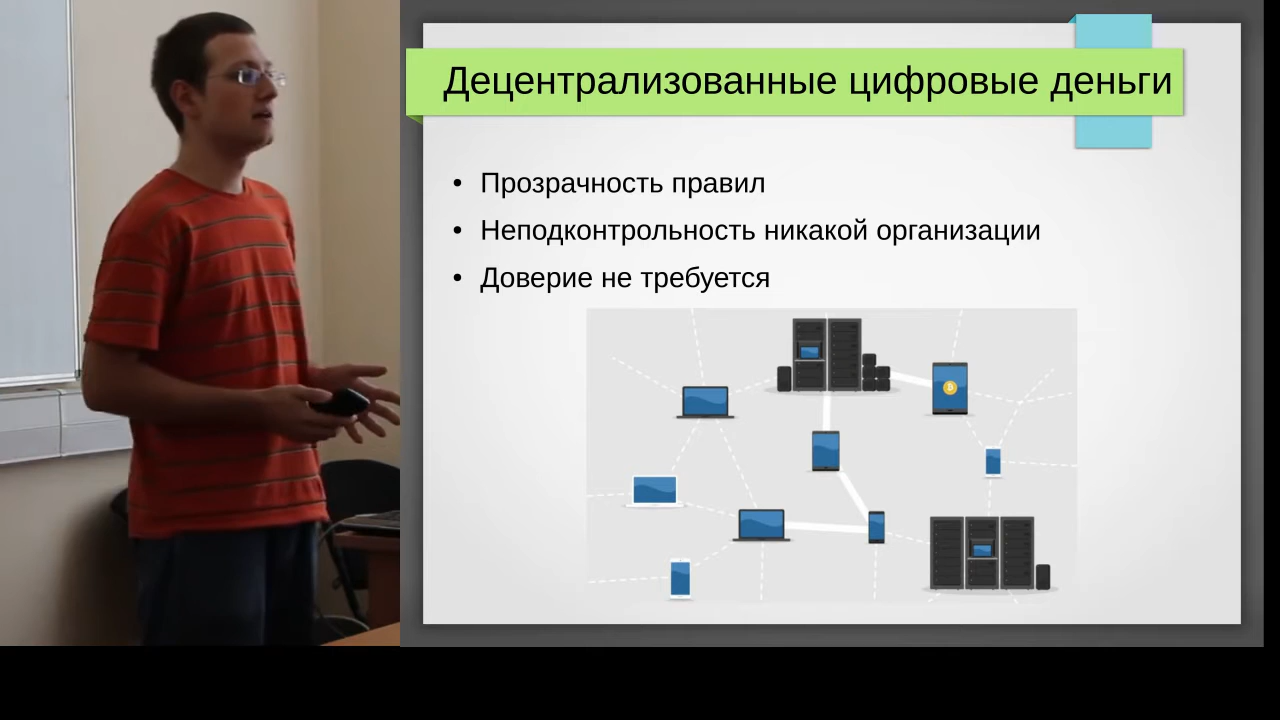 Децентрализованные цифровые деньги
• Прозрачность правил
• Неподконтрольность никакой организации
• Доверие не требуется